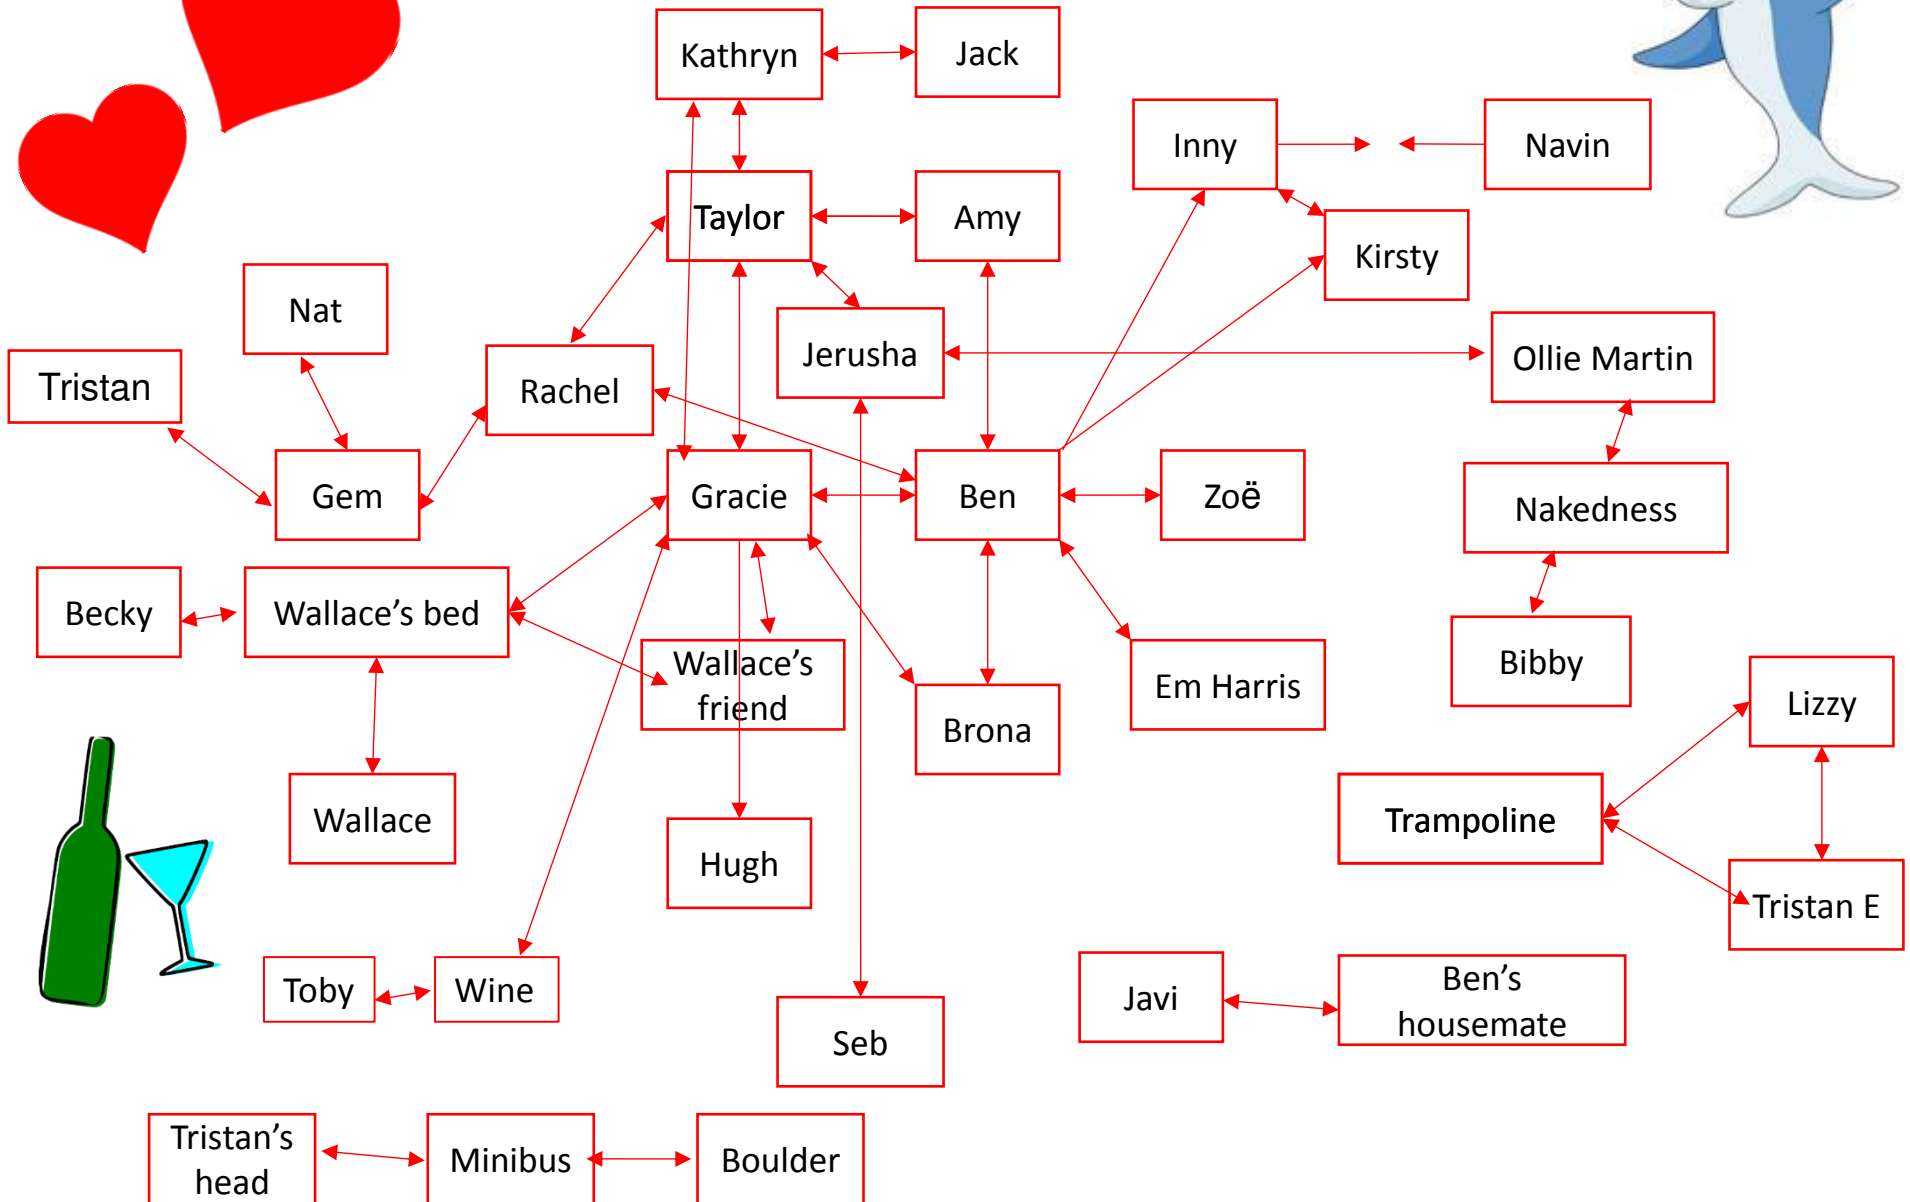 Kathryn
Jack
Inny
Navin
Taylor
Amy
Kirsty
Nat
Jerusha
Ollie Martin
Tristan
Rachel
Gem
Gracie
Ben
Zoë
Nakedness
Becky
Wallace’s bed
Wallace’s
friend
Em Harris
Bibby
Brona
Lizzy
Wallace
Trampoline
Hugh
Tristan E
Toby
Wine
Javi
Ben’s
housemate
Seb
Tristan’s
head
Minibus
Boulder